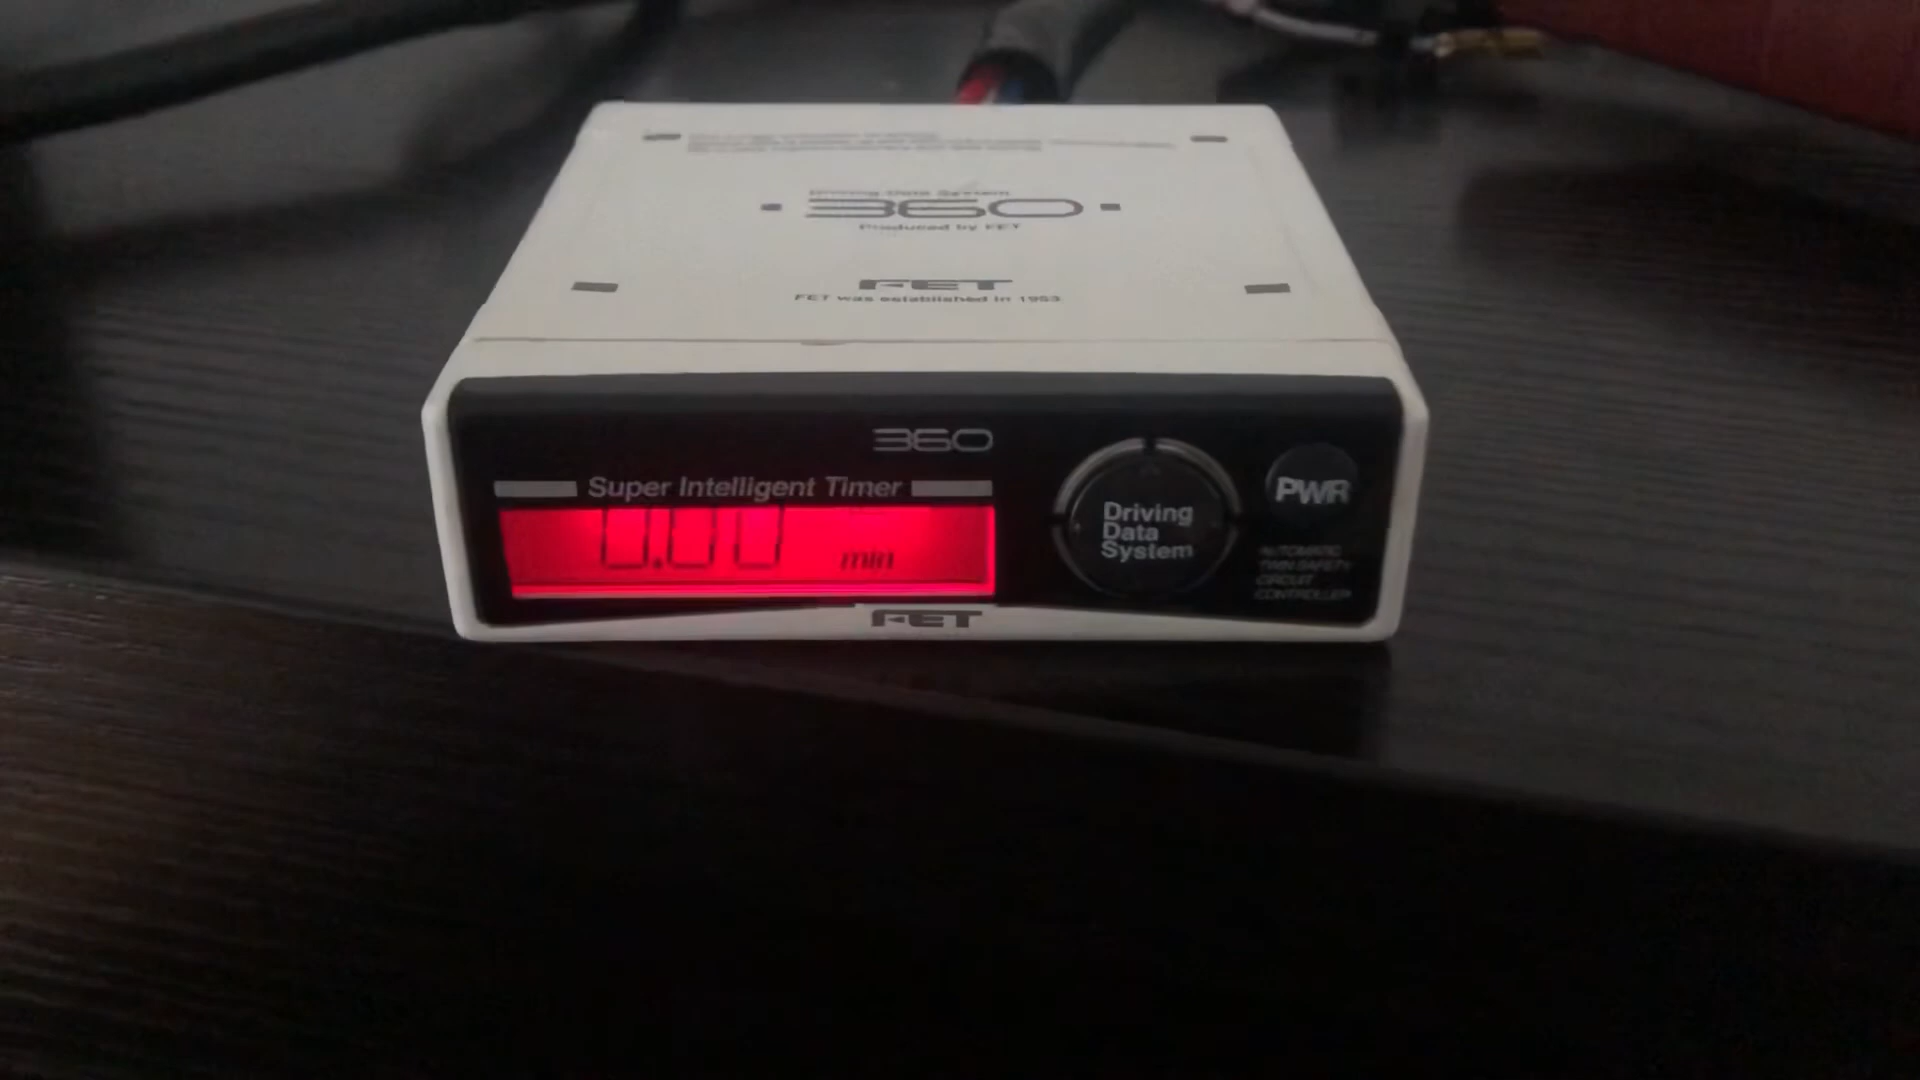 Driving Data System
360
Produced by FET
FET
FET was established in 1953
360
Super Intelligent Timer
0.00 min
Driving
Data
System
PWR
AUTOMATIC
TWIN SAFETY
CIRCUIT
CONTROLLER
FET